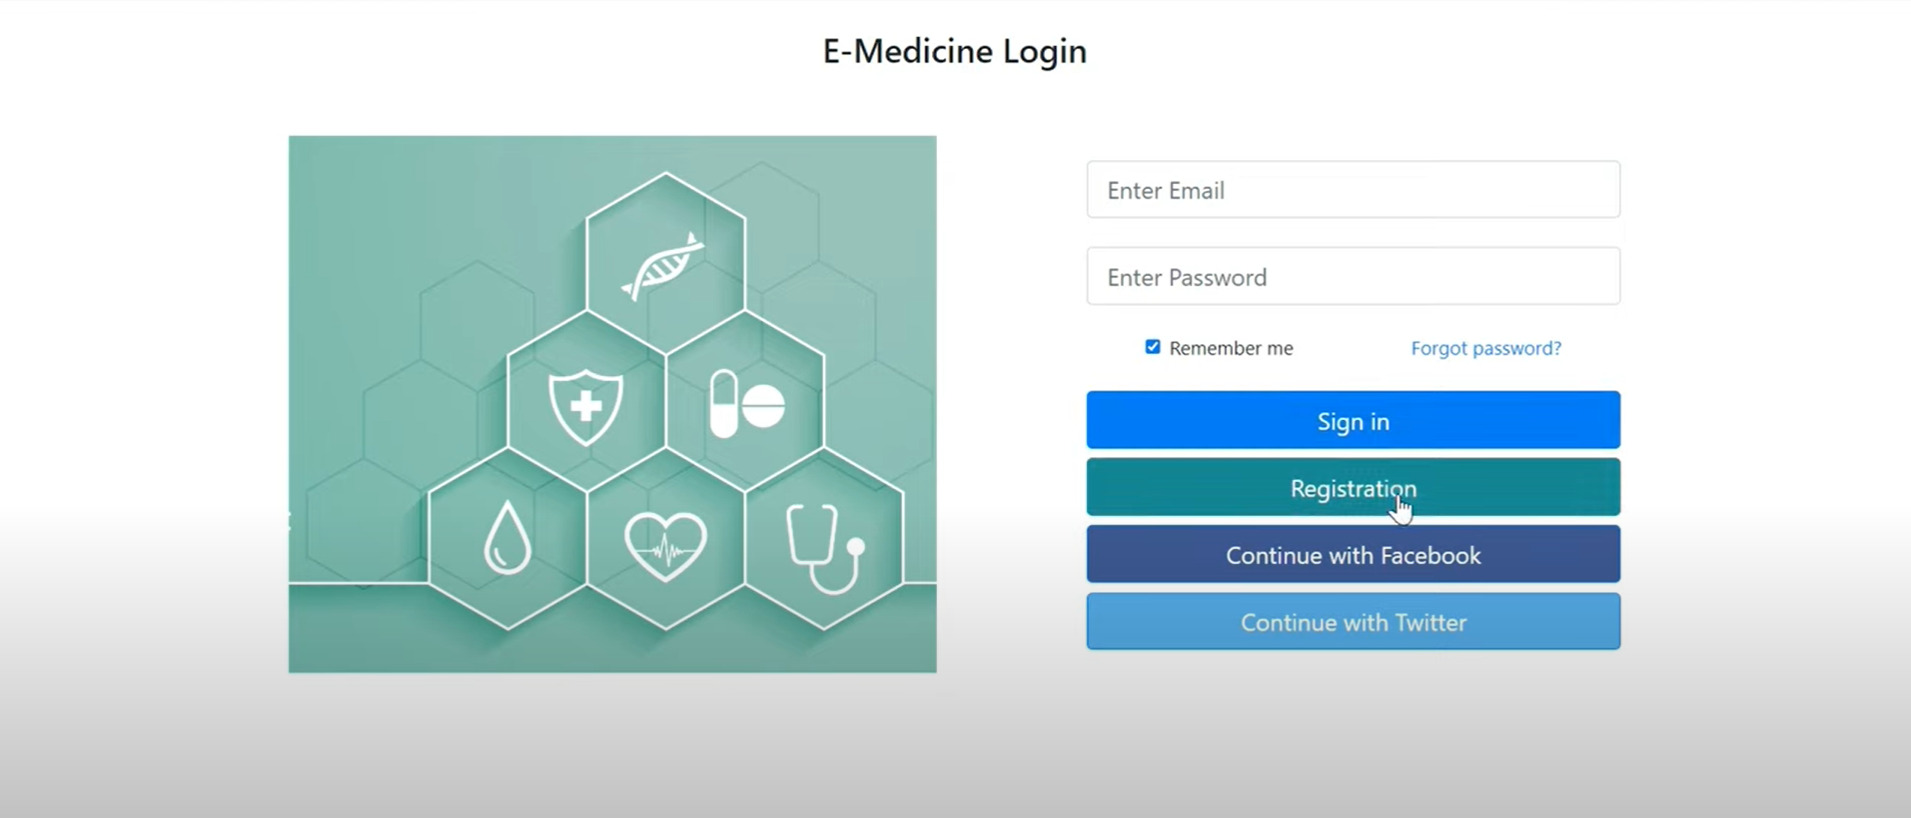 E-Medicine Login
Enter Email
Enter Password
Remember me
Forgot password?
Sign in
Registration
Continue with Facebook
Continue with Twitter